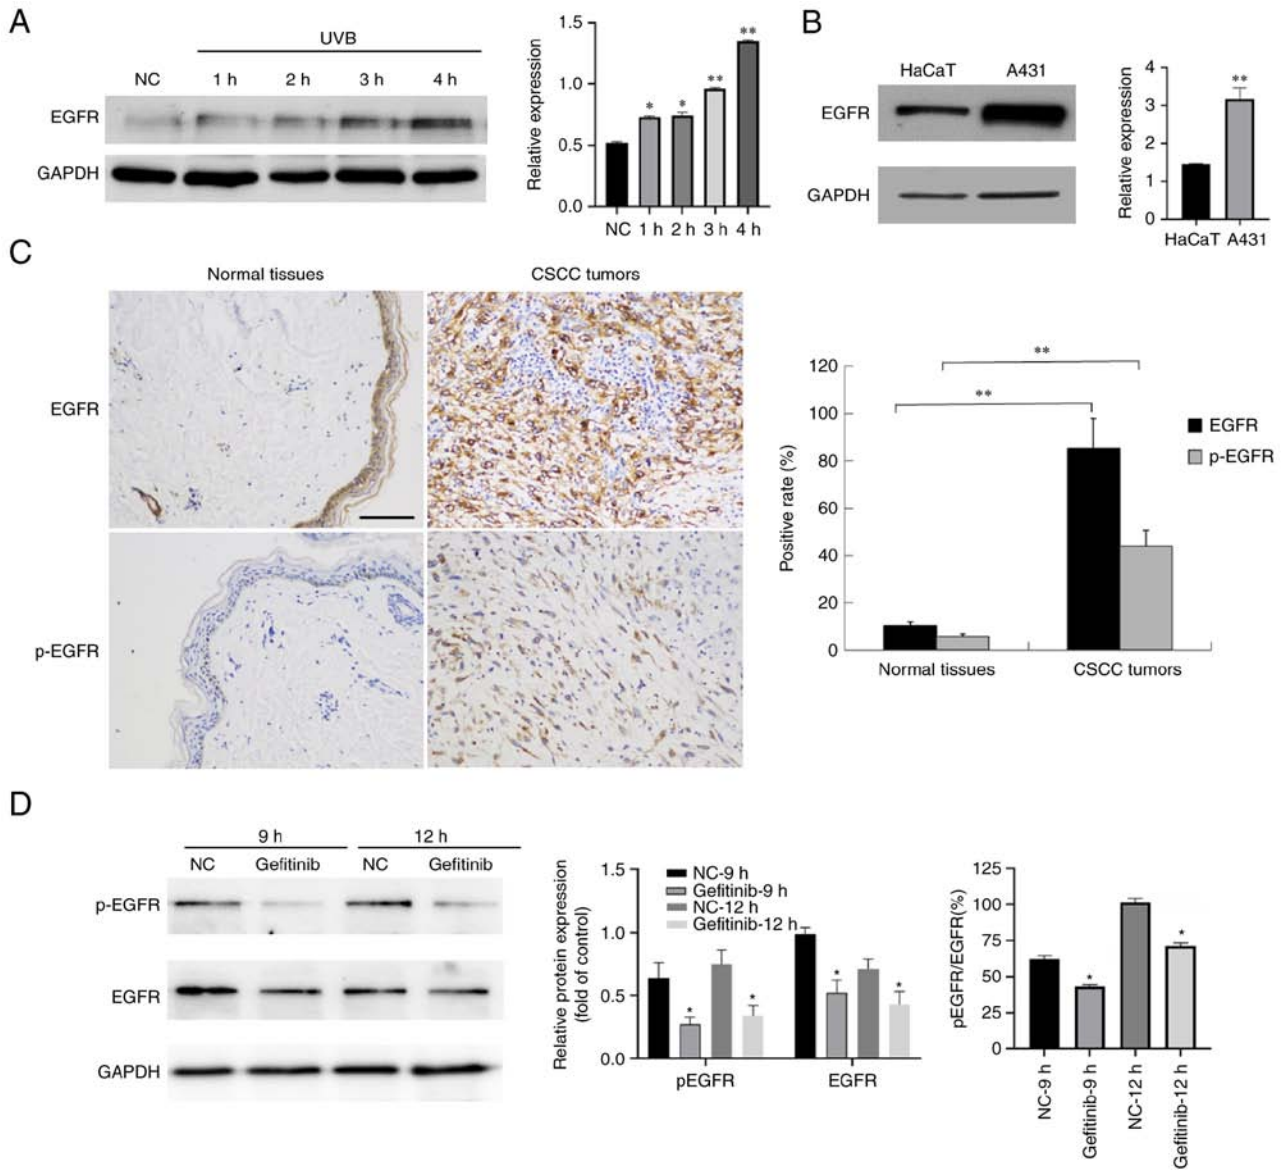 A
UVB
NC 1 h 2 h 3 h 4 h
EGFR
GAPDH
Relative expression
1.5
1.0
0.5
0.0
* * ** **
NC 1 h 2 h 3 h 4 h
B
HaCaT A431
EGFR
GAPDH
Relative expression
4
3
2
1
0
**
HaCaT A431
C
Normal tissues CSCC tumors
EGFR
p-EGFR
Positive rate (%)
120
100
80
60
40
20
0
**
**
Normal tissues CSCC tumors
EGFR
p-EGFR
D
9 h 12 h
NC Gefitinib NC Gefitinib
p-EGFR
EGFR
GAPDH
Relative protein expression
(fold of control)
1.5
1.0
0.5
0.0
NC-9 h
Gefitinib-9 h
NC-12 h
Gefitinib-12 h
* * * *
pEGFR EGFR
pEGFR/EGFR(%)
125
100
75
50
25
0
* *
NC-9 h
Gefitinib-9 h
NC-12 h
Gefitinib-12 h